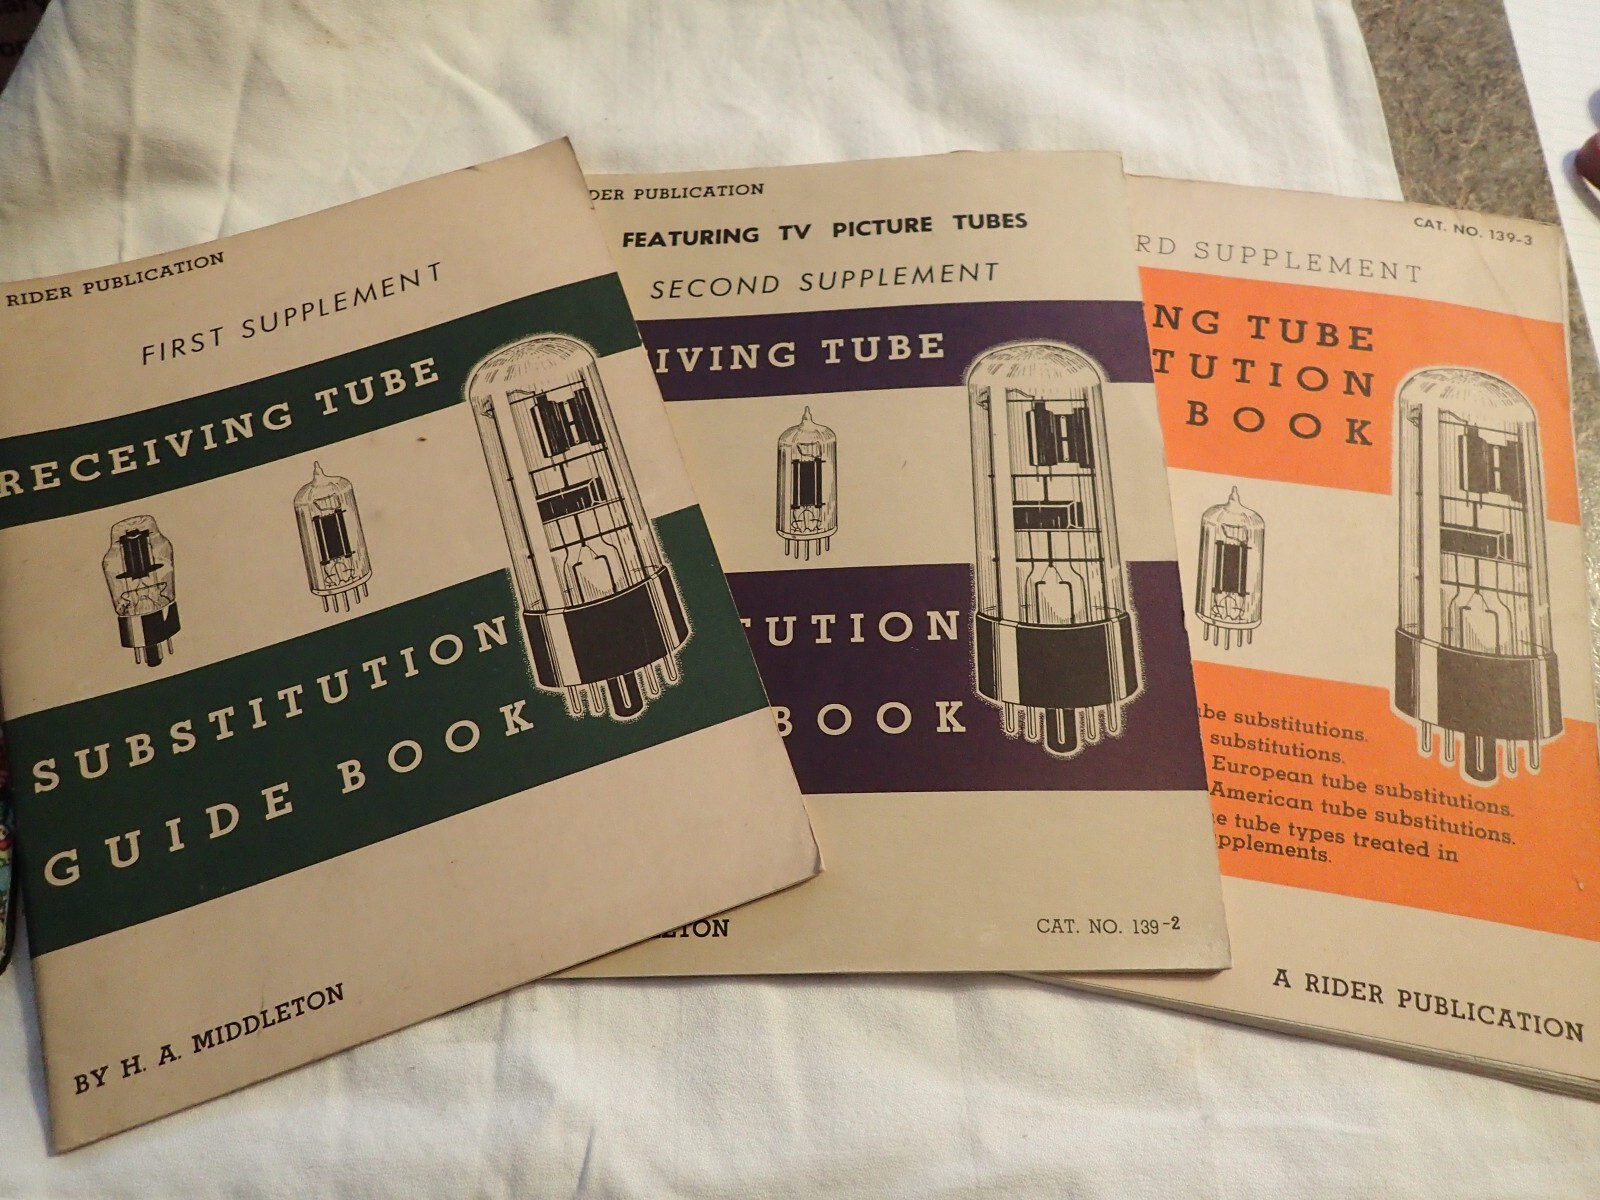 RIDER PUBLICATION
FIRST SUPPLEMENT
RECEIVING TUBE
SUBSTITUTION
GUIDE BOOK
BY H. A. MIDDLETON
DER PUBLICATION
FEATURING TV PICTURE TUBES
SECOND SUPPLEMENT
IVING TUBE
TUTION
BOOK
LETON
CAT. NO. 139-2
CAT. NO. 139-3
RD SUPPLEMENT
NG TUBE
TUTION
BOOK
be substitutions.
substitutions.
European tube substitutions.
American tube substitutions.
e tube types treated in
pplements.
A RIDER PUBLICATION